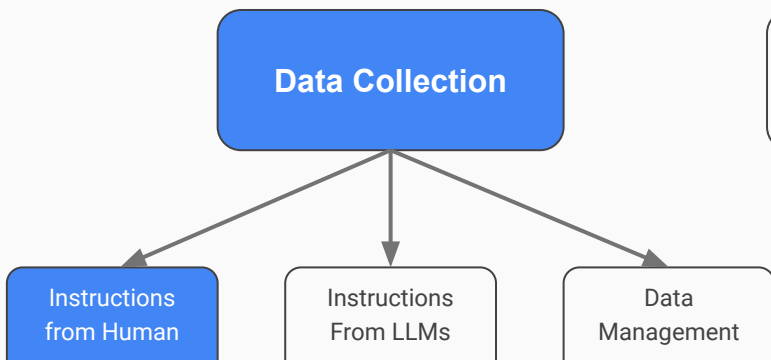 Data Collection
Instructions
from Human
Instructions
From LLMs
Data
Management